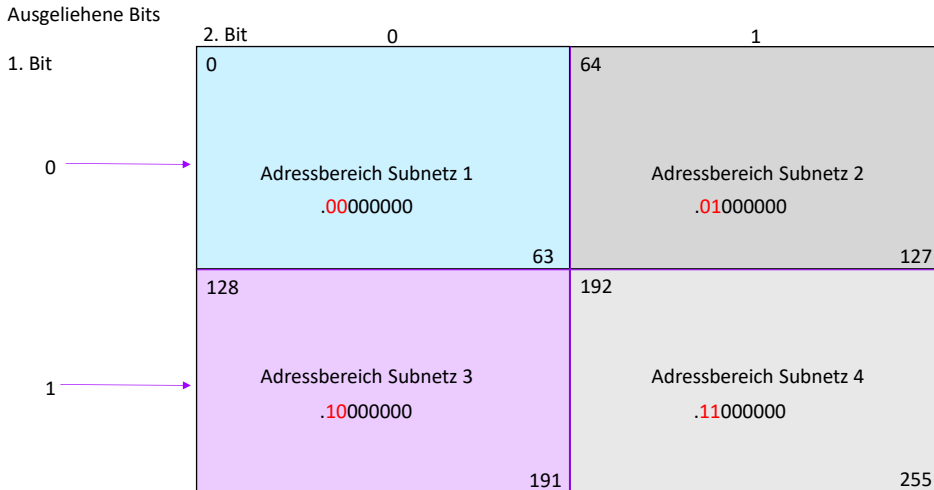 Ausgeliehene Bits
2. Bit 0 1
1. Bit 0 64
0
Adressbereich Subnetz 1 Adressbereich Subnetz 2
.00000000 .01000000
63 127
128 192
1
Adressbereich Subnetz 3 Adressbereich Subnetz 4
.10000000 .11000000
191 255